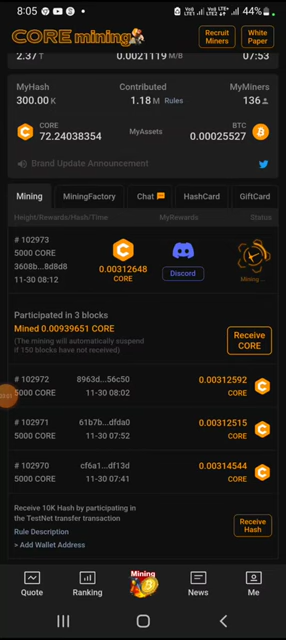 8:05
Vo) LTE1
Vo) LTE2
44%
CORE mining
Recruit Miners
White Paper
2.37 T
0.0021119 M/B
07:53
MyHash
300.00 K
Contributed
1.18 M Rules
MyMiners
136
CORE
72.24038354
MyAssets
BTC
0.00025527
Brand Update Announcement
Mining
MiningFactory
Chat
HashCard
GiftCard
Height/Rewards/Hash/Time
MyRewards
Status
# 102973
5000 CORE
3608b...8d8d8
11-30 08:12
0.00312648
CORE
Discord
Mining ...
Participated in 3 blocks
Mined 0.00939651 CORE
(The mining will automatically suspend
if 150 blocks have not received)
Receive
CORE
# 102972 8963d...56c50 0.00312592
5000 CORE 11-30 08:02 CORE
# 102971 61b7b...dfda0 0.00312515
5000 CORE 11-30 07:52 CORE
# 102970 cf6a1...df13d 0.00314544
5000 CORE 11-30 07:41 CORE
Receive 10K Hash by participating in
the TestNet transfer transaction
Rule Description
> Add Wallet Address
Receive
Hash
Quote
Ranking
Mining
News
Me